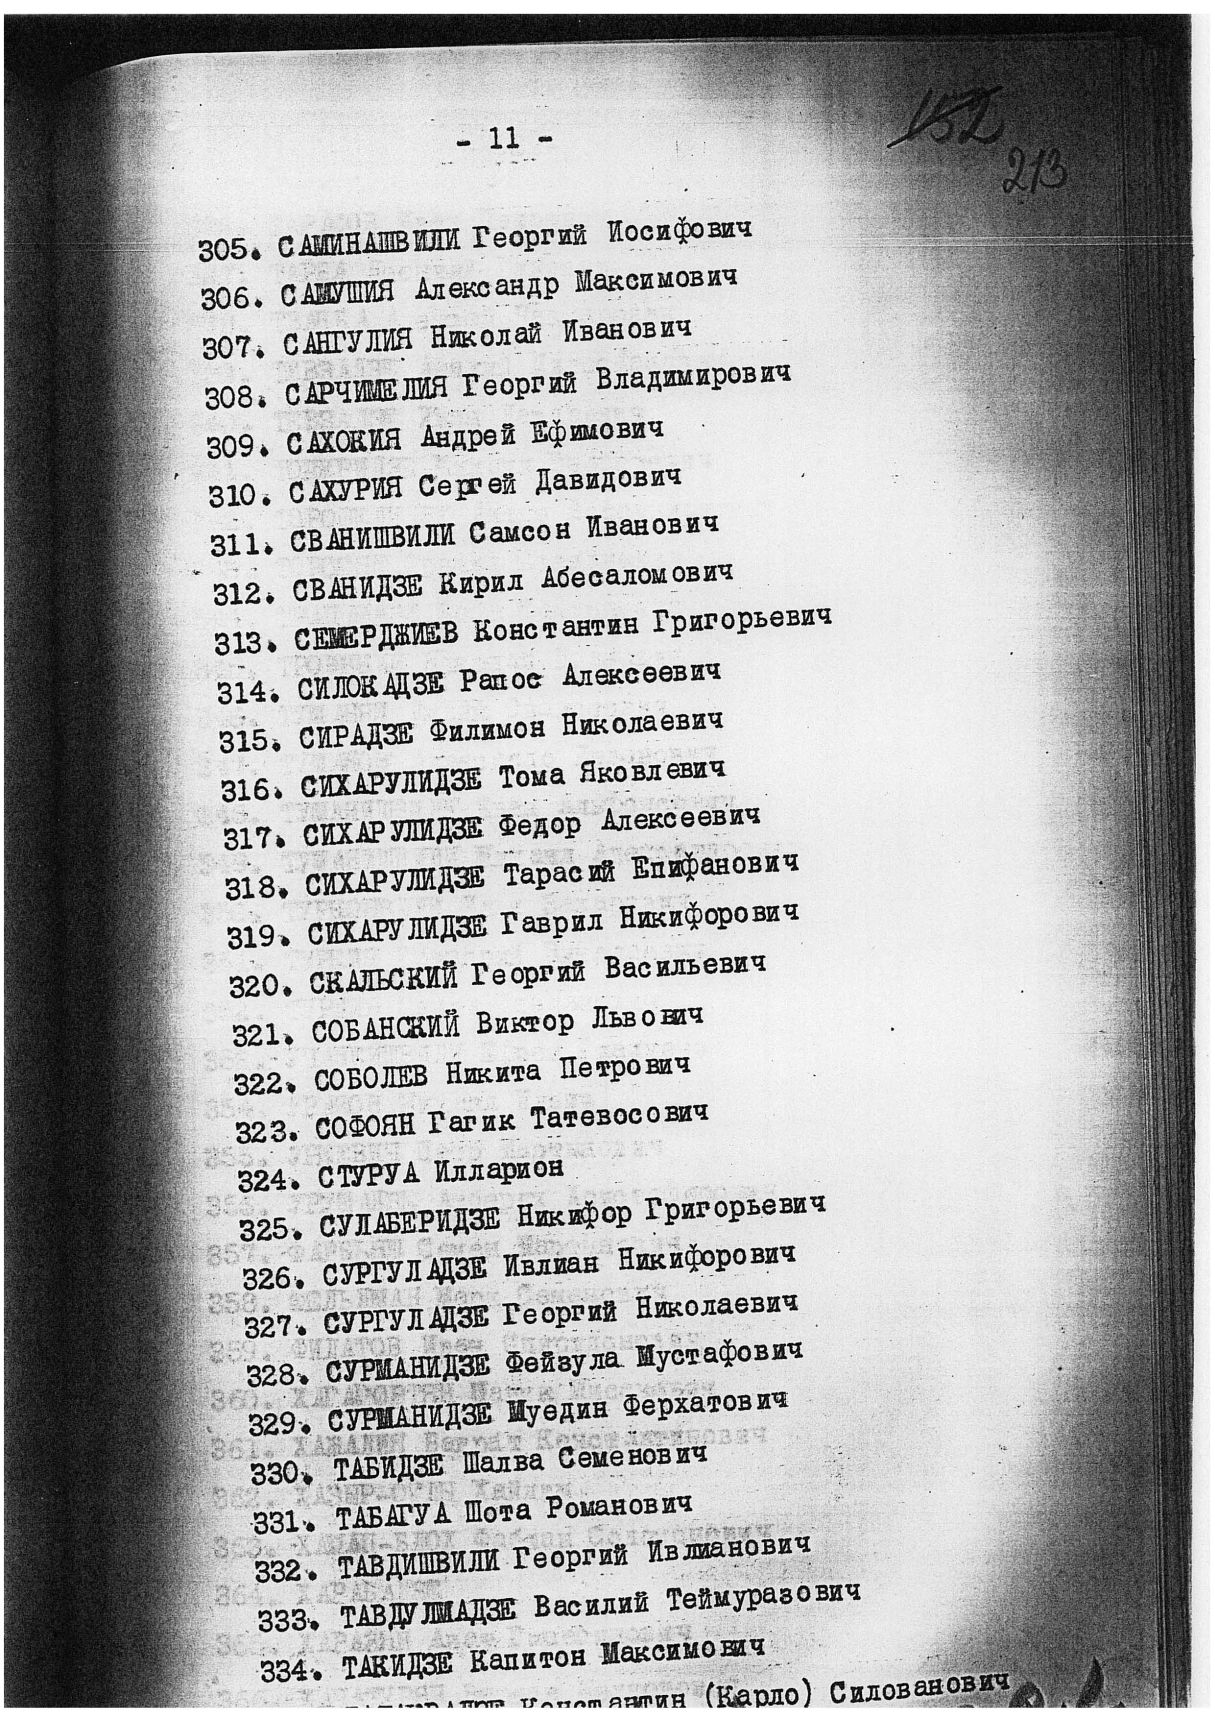 152
213
- 11 -
305. САМИНАШВИЛИ Георгий Иосифович
306. САМУШИЯ Александр Максимович
307. САНГУЛИЯ Николай Иванович
308. САРЧИМЕЛИЯ Георгий Владимирович
309. САХОКИЯ Андрей Ефимович
310. САХУРИЯ Сергей Давидович
311. СВАНИШВИЛИ Самсон Иванович
312. СВАНИДЗЕ Кирил Абесаломович
313. СЕМЕРДЖИЕВ Константин Григорьевич
314. СИЛОКАДЗЕ Рапос Алексеевич
315. СИРАДЗЕ Филимон Николаевич
316. СИХАРУЛИДЗЕ Тома Яковлевич
317. СИХАРУЛИДЗЕ Федор Алексеевич
318. СИХАРУЛИДЗЕ Тарасий Епифанович
319. СИХАРУЛИДЗЕ Гаврил Никифорович
320. СКАЛЬСКИЙ Георгий Васильевич
321. СОБАНСКИЙ Виктор Львович
322. СОБОЛЕВ Никита Петрович
323. СОФОЯН Гагик Татевосович
324. СТУРУА Илларион
325. СУЛАБЕРИДЗЕ Никифор Григорьевич
326. СУРГУЛАДЗЕ Ивлиан Никифорович
327. СУРГУЛАДЗЕ Георгий Николаевич
328. СУРМАНИДЗЕ Фейзула Мустафович
329. СУРМАНИДЗЕ Муедин Ферхатович
330. ТАБИДЗЕ Шалва Семенович
331. ТАБАГУА Шота Романович
332. ТАВДИШВИЛИ Георгий Ивлианович
333. ТАВДУЛМАДЗЕ Василий Теймуразович
334. ТАКИДЗЕ Капитон Максимович
Константин (Карло) Силованович